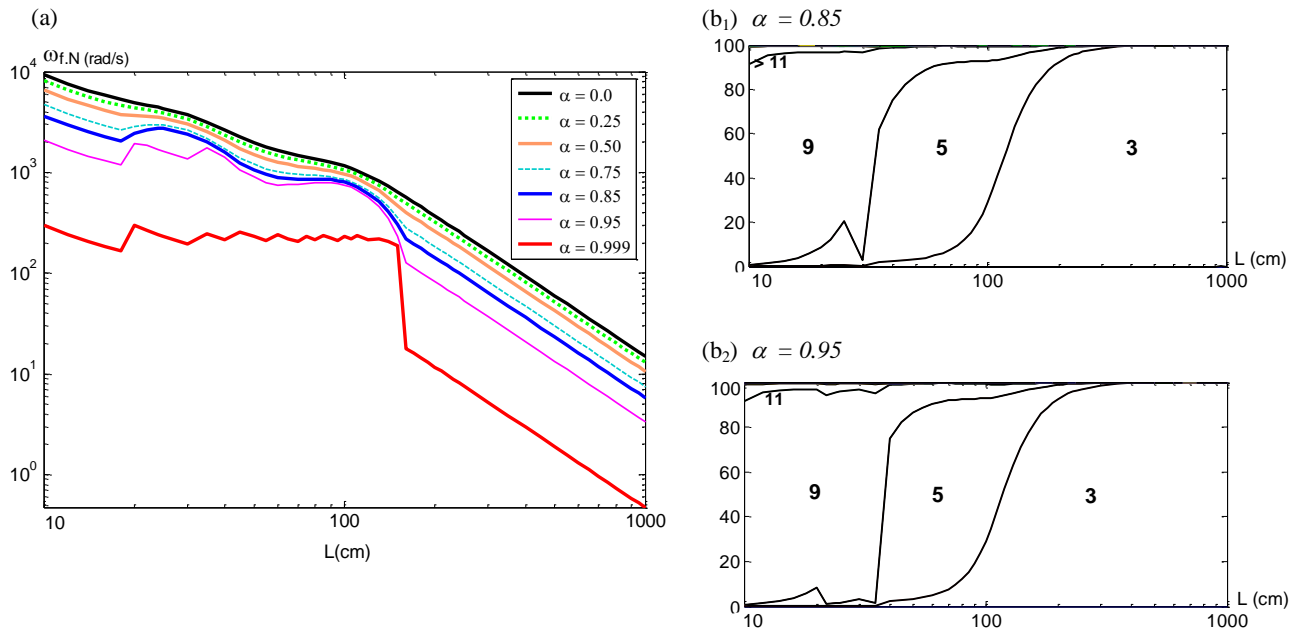 (a)
ω f.N (rad/s)
10^4
10^3
10^2
10^1
10^0
10
100
1000
L(cm)
α = 0.0
α = 0.25
α = 0.50
α = 0.75
α = 0.85
α = 0.95
α = 0.999
(b1) α = 0.85
100
80
60
40
20
0
> 11
9
5
3
L (cm)
10
100
1000
(b2) α = 0.95
100
80
60
40
20
0
11
9
5
3
L (cm)
10
100
1000